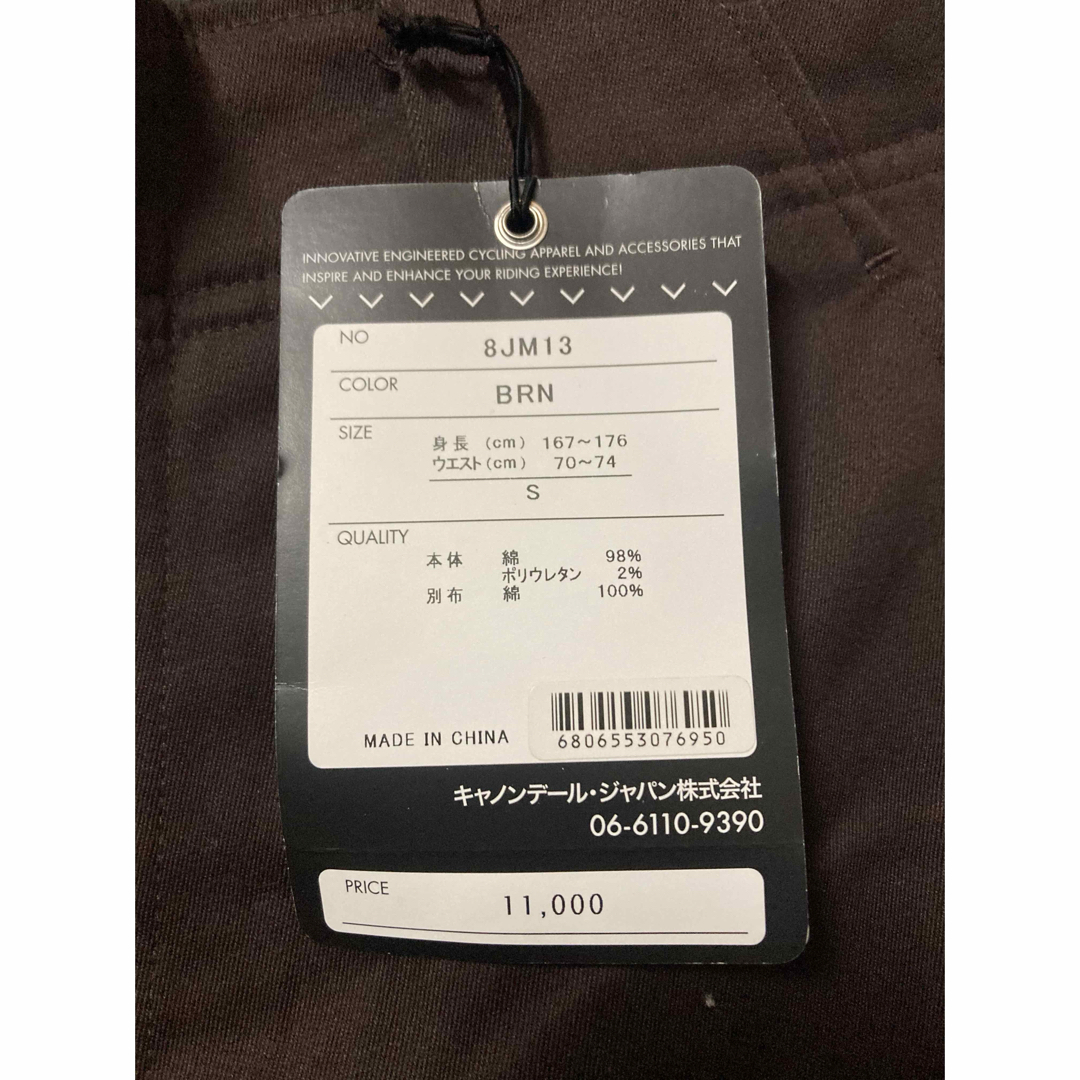 INNOVATIVE ENGINEERED CYCLING APPAREL AND ACCESSORIES THAT
INSPIRE AND ENHANCE YOUR RIDING EXPERIENCE!
NO 8JM13
COLOR BRN
SIZE 身長 (cm) 167～176
ウエスト(cm) 70～74
S
QUALITY 本体 綿 98%
ポリウレタン 2%
別布 綿 100%
MADE IN CHINA 6806553076950
キャノンデール・ジャパン株式会社
06-6110-9390
PRICE 11,000